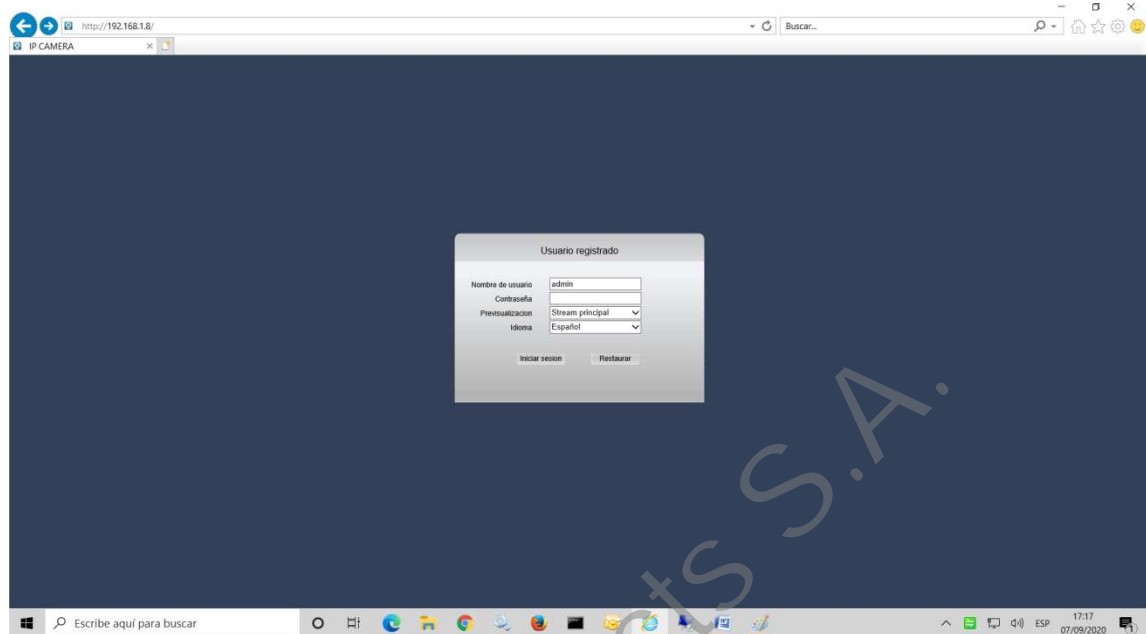 http://192.168.1.8/
Buscar...
IP CAMERA
Usuario registrado
Nombre de usuario admin
Contraseña
Previsualizacion Stream principal
Idioma Español
Iniciar sesion Restaurar
cts S.A.
Escribe aquí para buscar
ESP
17:17
07/09/2020